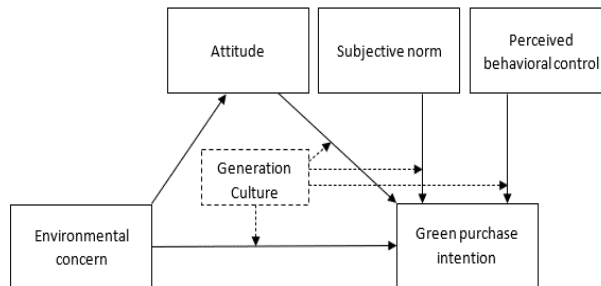 Attitude
Subjective norm
Perceived
behavioral control
Generation
Culture
Environmental
concern
Green purchase
intention